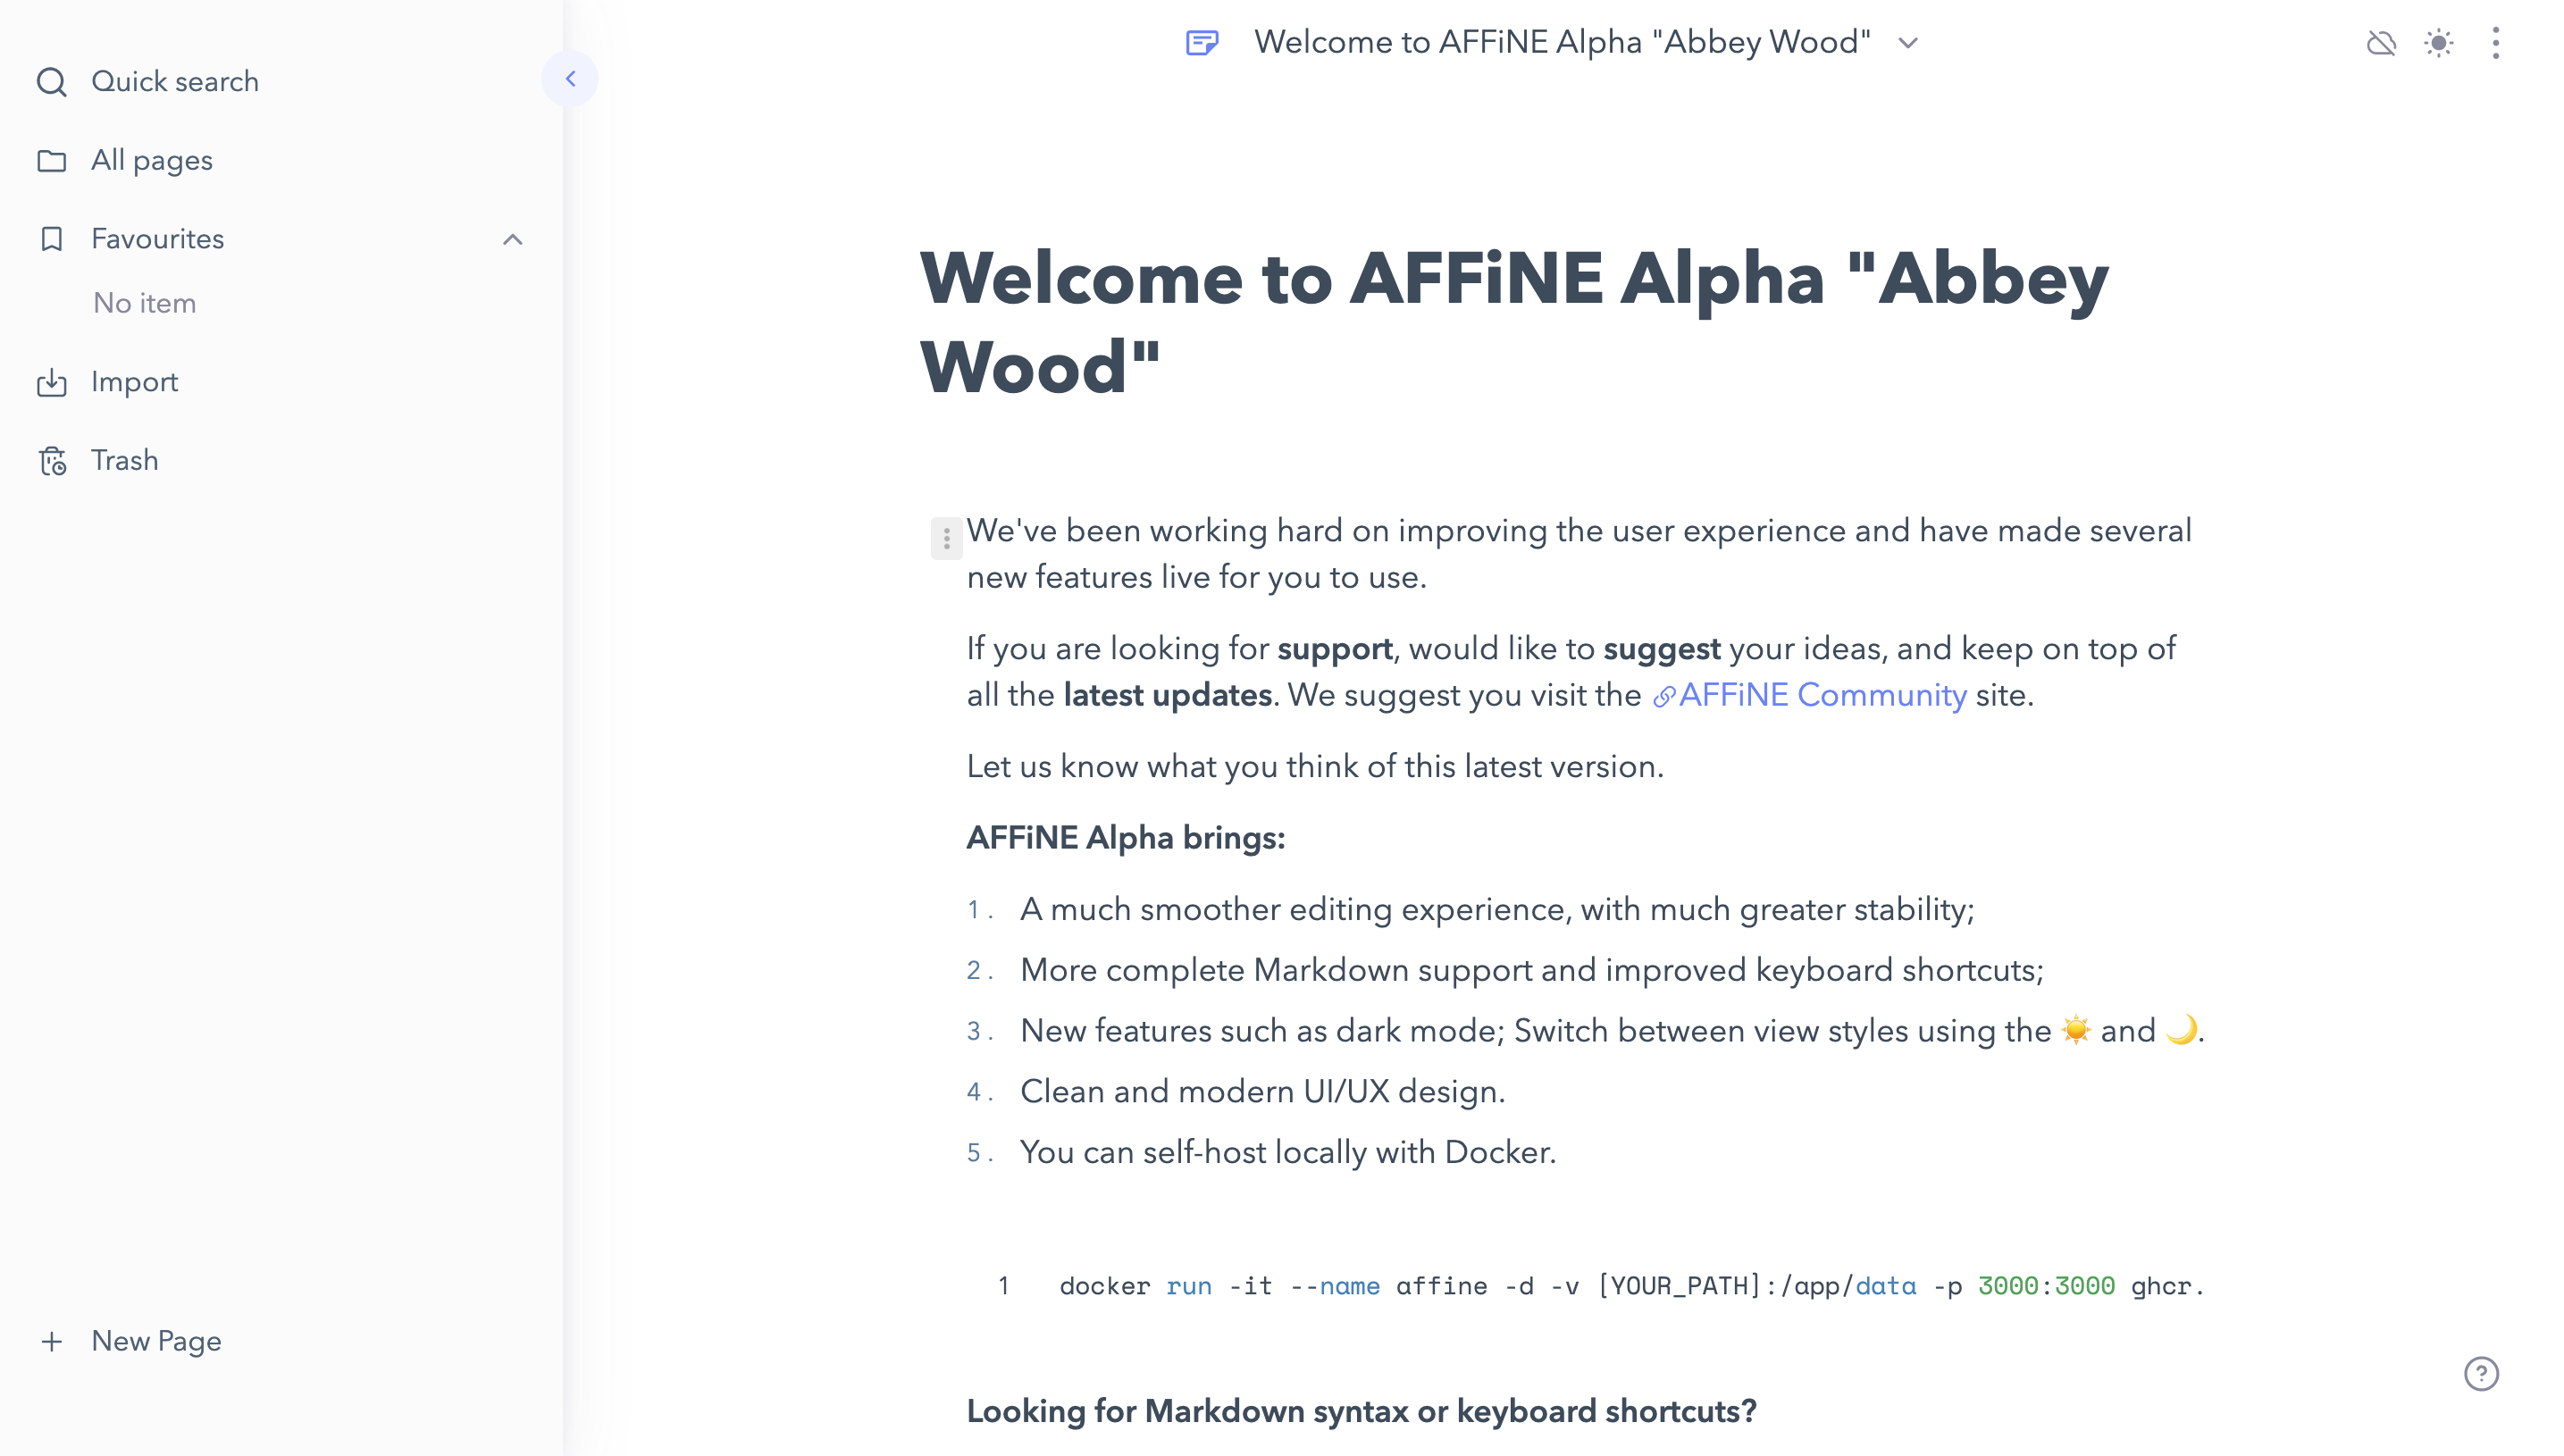 Quick search
All pages
Favourites
No item
Import
Trash
New Page
Welcome to AFFiNE Alpha "Abbey Wood"
Welcome to AFFiNE Alpha "Abbey
Wood"
We've been working hard on improving the user experience and have made several
new features live for you to use.
If you are looking for support, would like to suggest your ideas, and keep on top of
all the latest updates. We suggest you visit the AFFiNE Community site.
Let us know what you think of this latest version.
AFFiNE Alpha brings:
1. A much smoother editing experience, with much greater stability;
2. More complete Markdown support and improved keyboard shortcuts;
3. New features such as dark mode; Switch between view styles using the ☀️ and 🌙.
4. Clean and modern UI/UX design.
5. You can self-host locally with Docker.
1 docker run -it --name affine -d -v [YOUR_PATH]:/app/data -p 3000:3000 ghcr.
Looking for Markdown syntax or keyboard shortcuts?